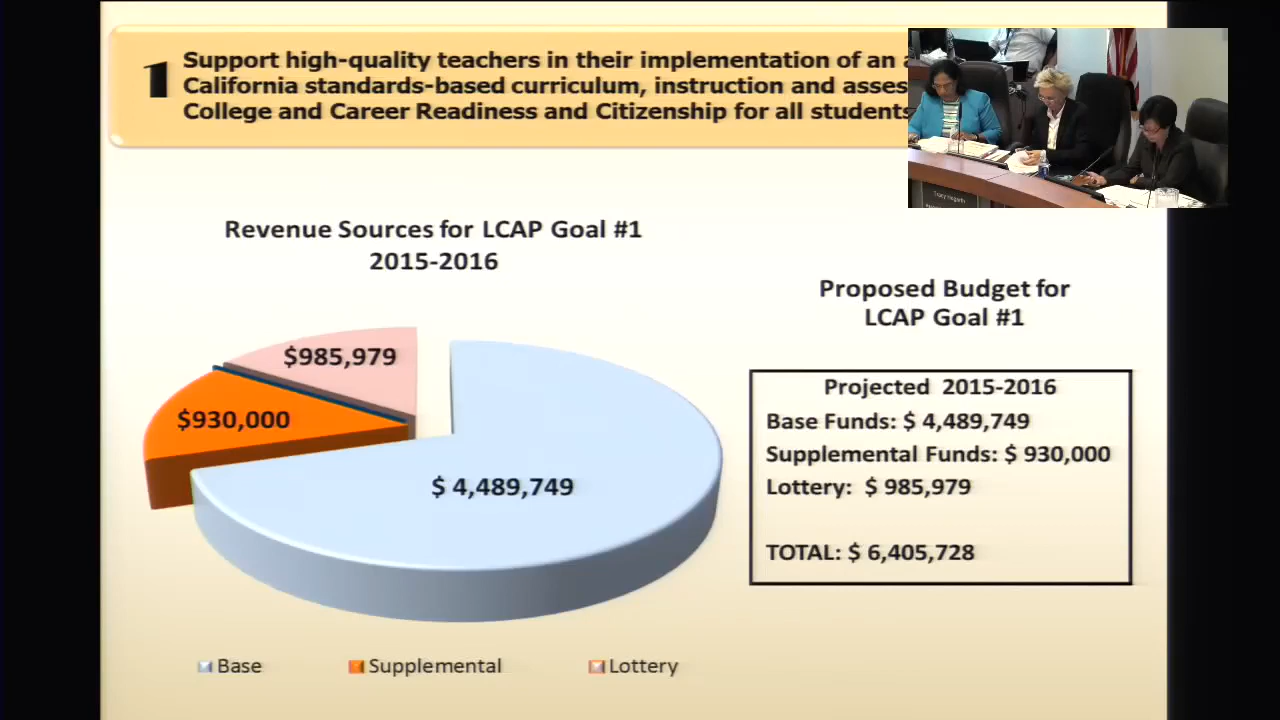 1
Support high-quality teachers in their implementation of an
California standards-based curriculum, instruction and
College and Career Readiness and Citizenship for all students
Revenue Sources for LCAP Goal #1
2015-2016
$985,979
$930,000
$ 4,489,749
Base
Supplemental
Lottery
Proposed Budget for
LCAP Goal #1
Projected 2015-2016
Base Funds: $ 4,489,749
Supplemental Funds: $ 930,000
Lottery: $ 985,979
TOTAL: $ 6,405,728